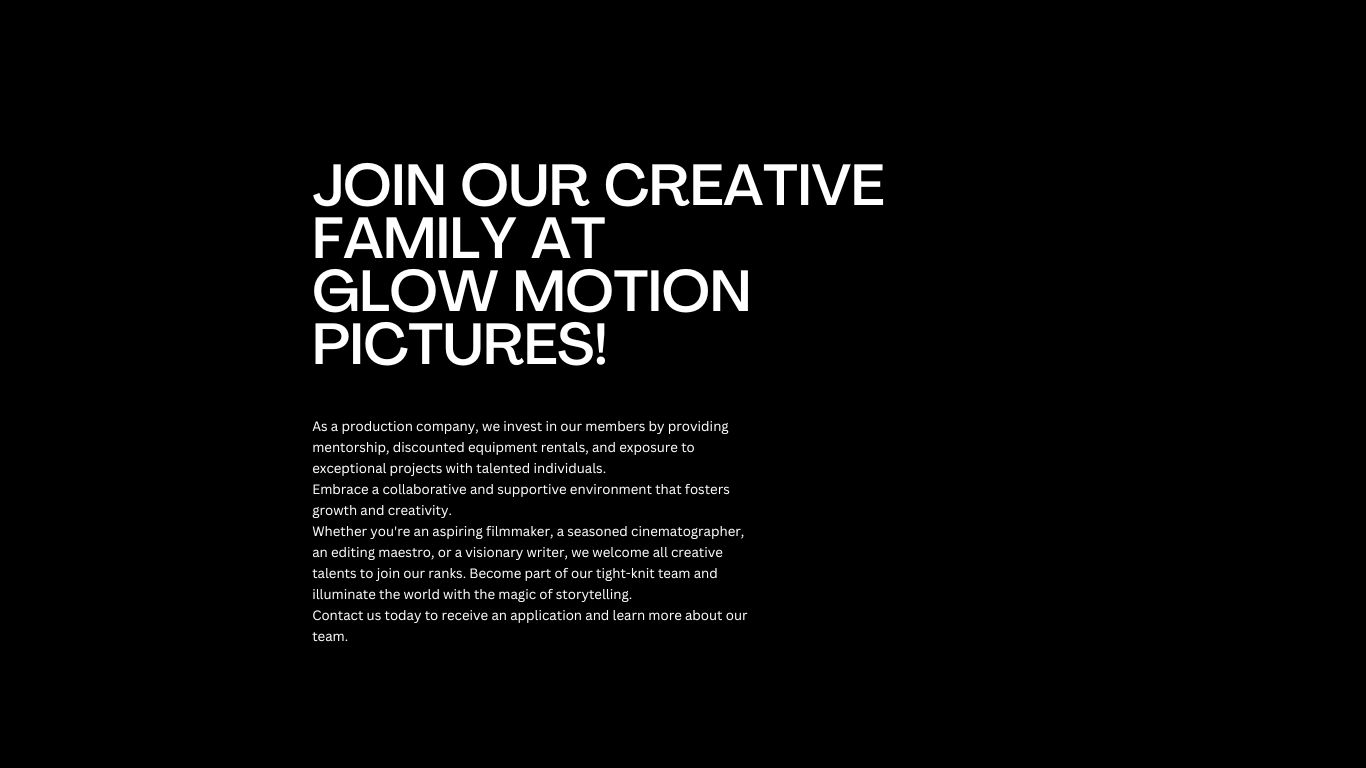 JOIN OUR CREATIVE
FAMILY AT
GLOW MOTION
PICTURES!
As a production company, we invest in our members by providing
mentorship, discounted equipment rentals, and exposure to
exceptional projects with talented individuals.
Embrace a collaborative and supportive environment that fosters
growth and creativity.
Whether you're an aspiring filmmaker, a seasoned cinematographer,
an editing maestro, or a visionary writer, we welcome all creative
talents to join our ranks. Become part of our tight-knit team and
illuminate the world with the magic of storytelling.
Contact us today to receive an application and learn more about our
team.